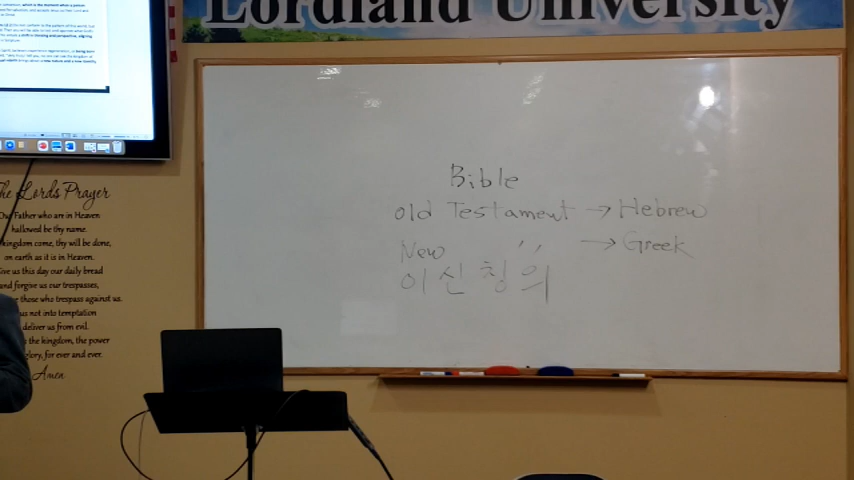 Lordland University
Bible
old Testament → Hebrew
New " → Greek
이신칭의
The Lords Prayer
Our Father who are in Heaven
hallowed be thy name.
kingdom come, thy will be done,
on earth as it is in Heaven.
Give us this day our daily bread
and forgive us our trespasses,
those who trespass against us.
us not into temptation
deliver us from evil.
the kingdom, the power
glory, for ever and ever.
Amen